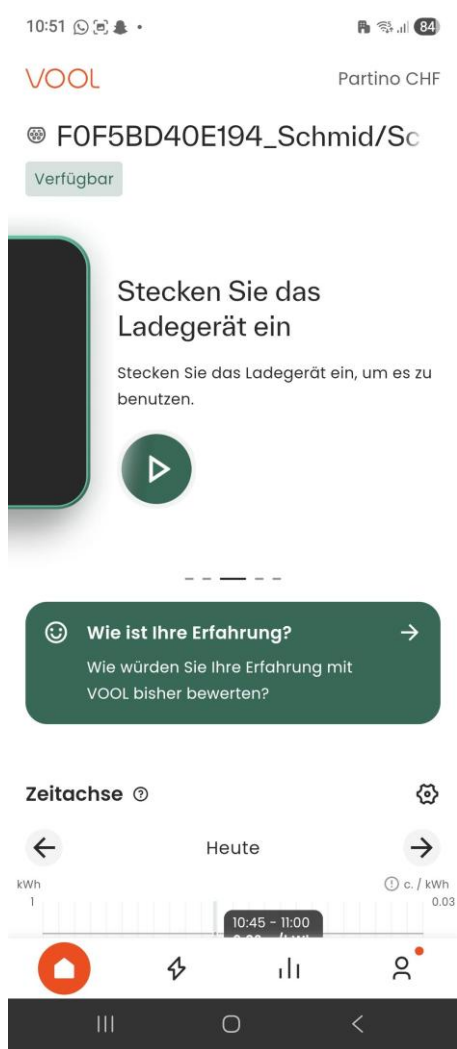 10:51
84
VOOL
Partino CHF
F0F5BD40E194_Schmid/Sc
Verfügbar
Stecken Sie das
Ladegerät ein
Stecken Sie das Ladegerät ein, um es zu
benutzen.
Wie ist Ihre Erfahrung?
Wie würden Sie Ihre Erfahrung mit
VOOL bisher bewerten?
Zeitachse
Heute
kWh
c. / kWh
1
0.03
10:45 - 11:00